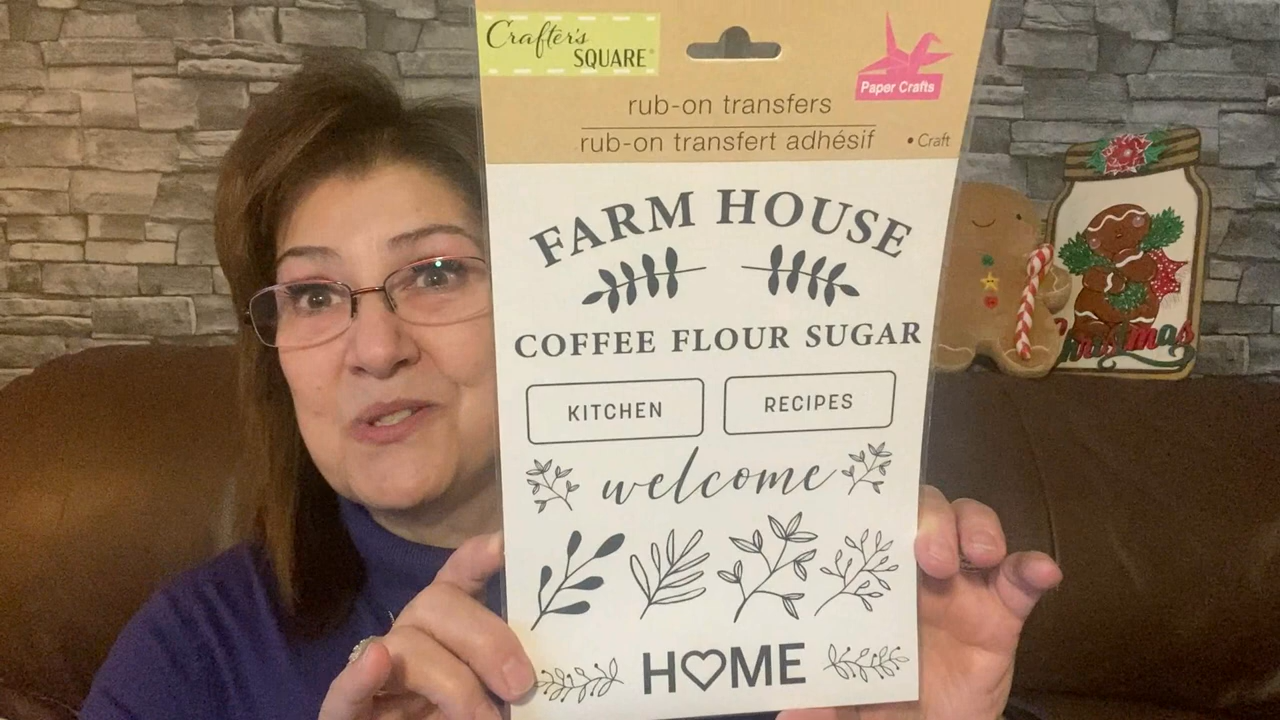 Crafter's
SQUARE
Paper Crafts
rub-on transfers
rub-on transfert adhésif
• Craft
FARM HOUSE
COFFEE FLOUR SUGAR
KITCHEN
RECIPES
welcome
HOME
Christmas